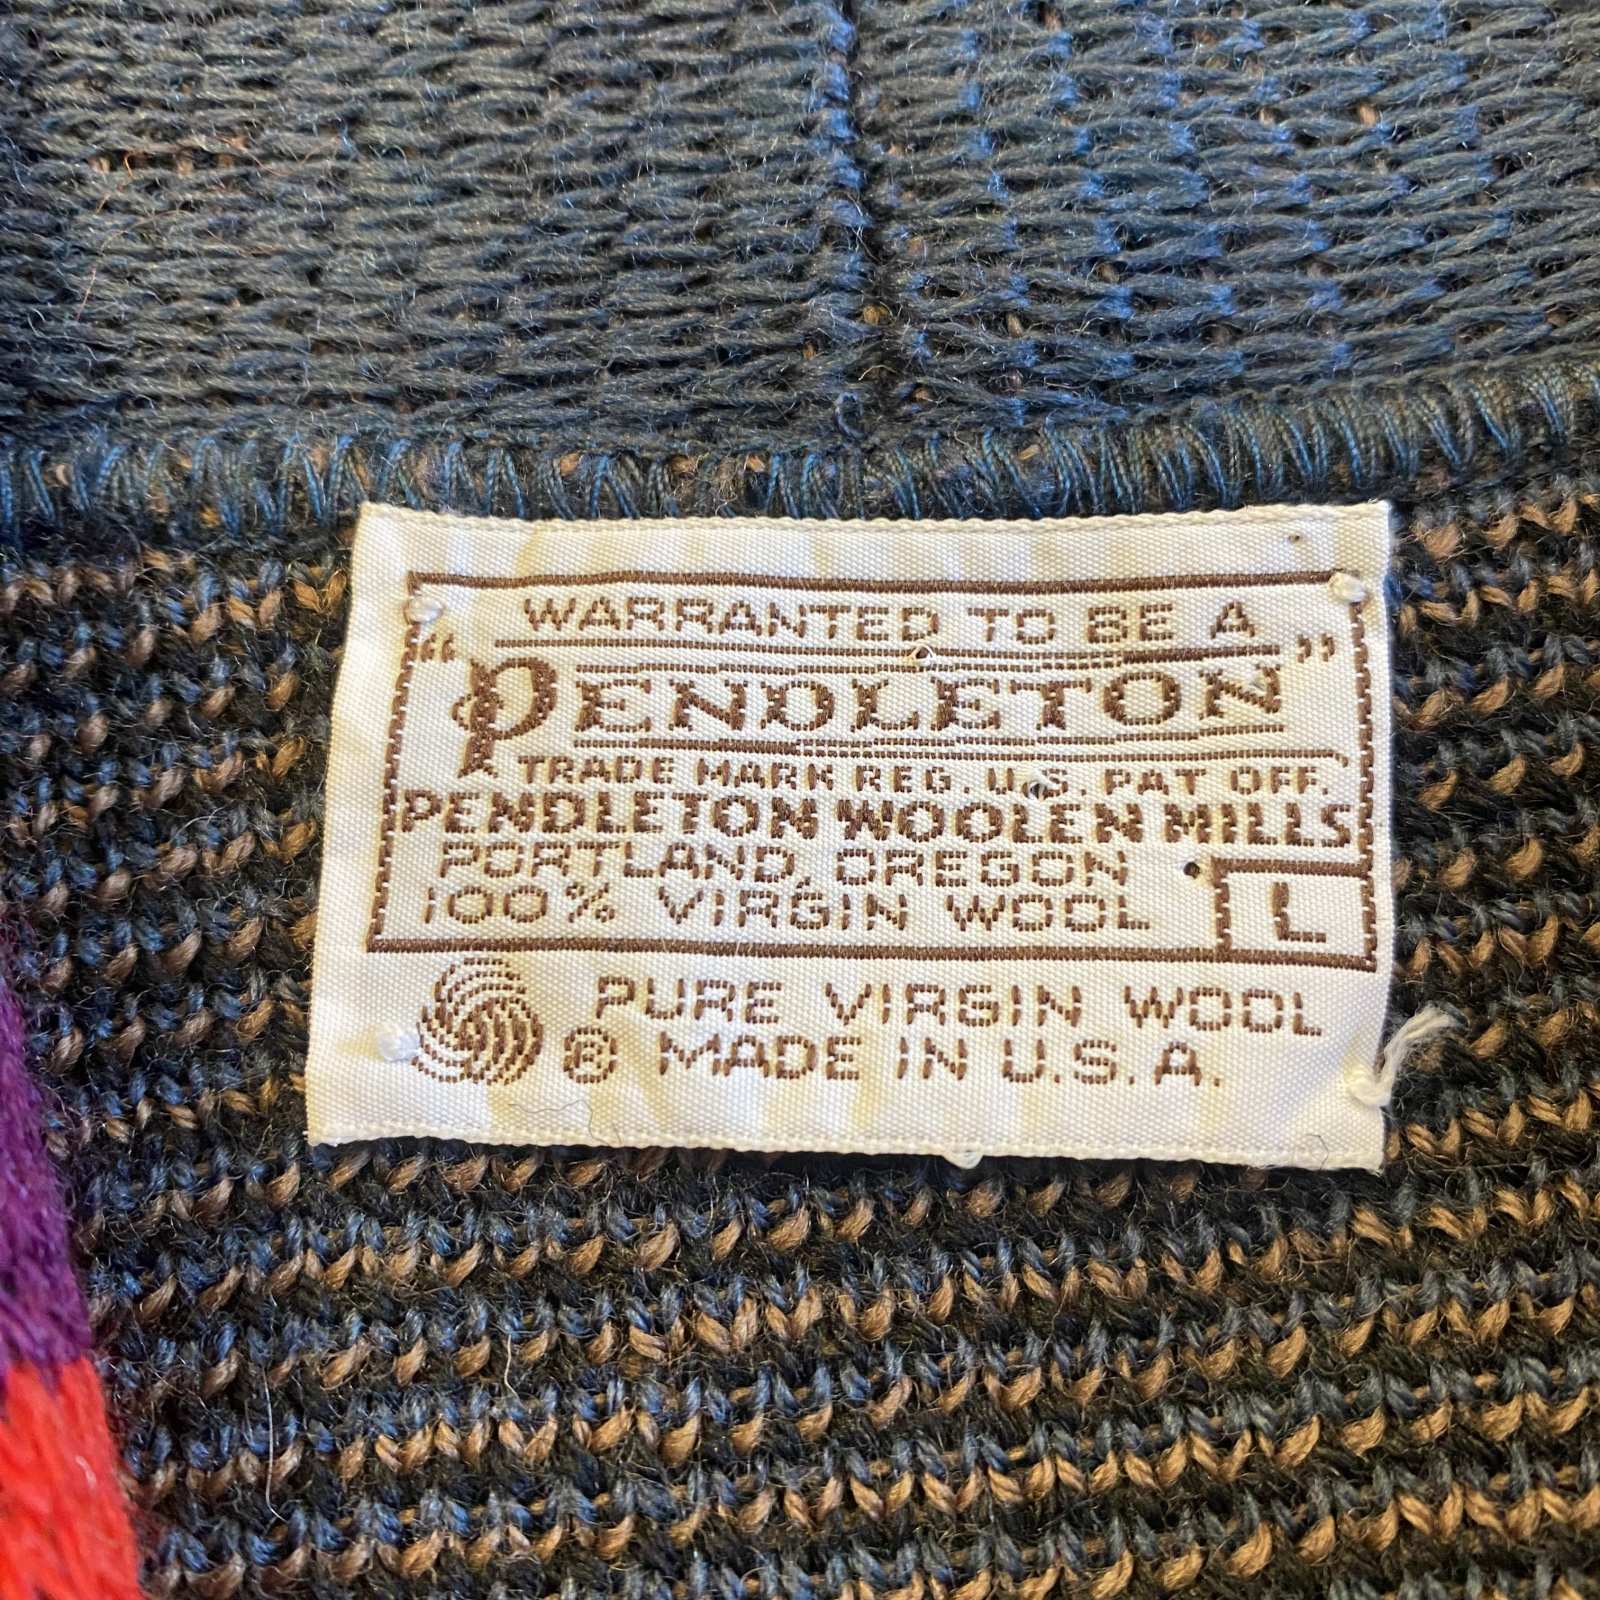 WARRANTED TO BE A
"PENDLETON"
TRADE MARK REG. U.S. PAT OFF.
PENDLETON WOOLEN MILLS
PORTLAND, OREGON
100% VIRGIN WOOL
L
PURE VIRGIN WOOL
® MADE IN U.S.A.